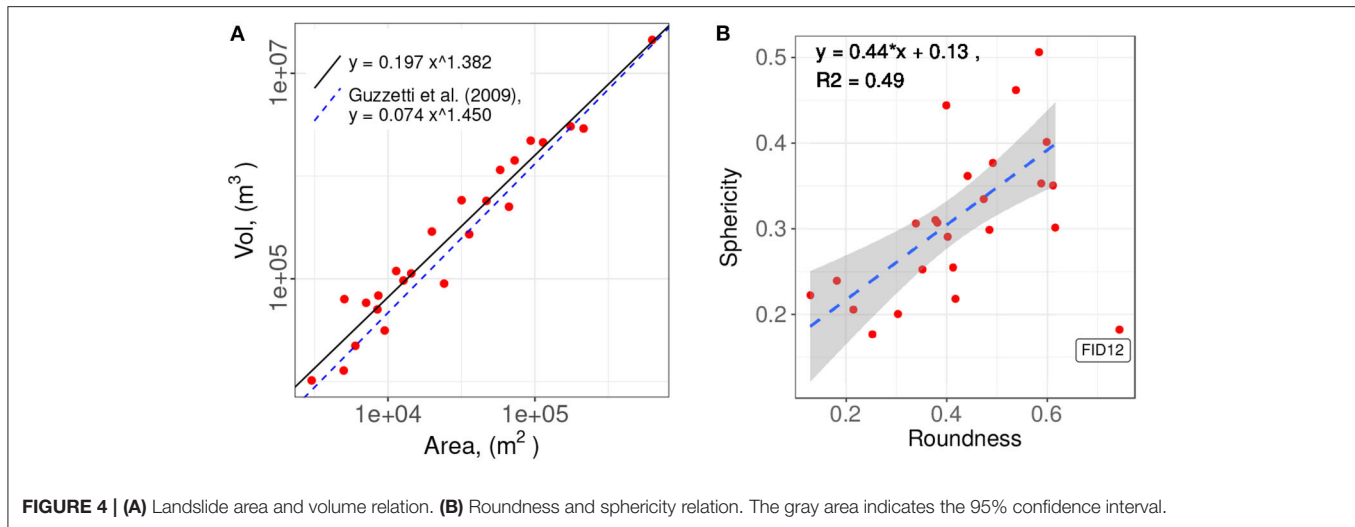 A
y = 0.197 x^1.382
Guzzetti et al. (2009),
y = 0.074 x^1.450
1e+07
1e+05
Vol, (m³)
1e+04
1e+05
Area, (m²)
B
y = 0.44*x + 0.13 ,
R2 = 0.49
0.5
0.4
0.3
0.2
Sphericity
FID12
0.2
0.4
0.6
Roundness
FIGURE 4 | (A) Landslide area and volume relation. (B) Roundness and sphericity relation. The gray area indicates the 95% confidence interval.